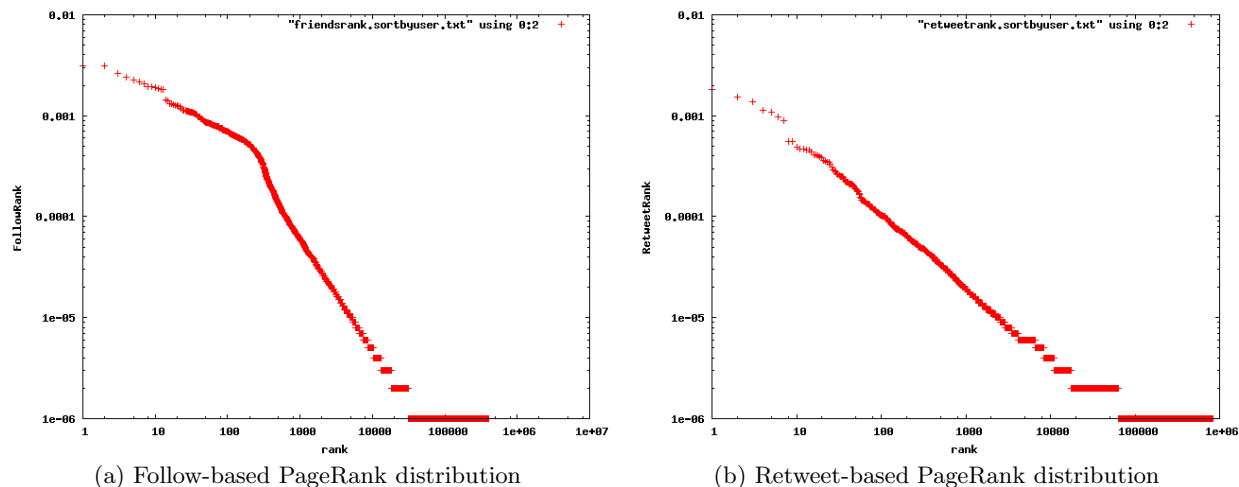 "friendsrank.sortbyuser.txt" using 0:2
0.01
0.001
0.0001
1e-05
1e-06
FollowRank
1 10 100 1000 10000 100000 1e+06 1e+07
rank
(a) Follow-based PageRank distribution
"retweetrank.sortbyuser.txt" using 0:2
0.01
0.001
0.0001
1e-05
1e-06
RetweetRank
1 10 100 1000 10000 100000 1e+06
rank
(b) Retweet-based PageRank distribution